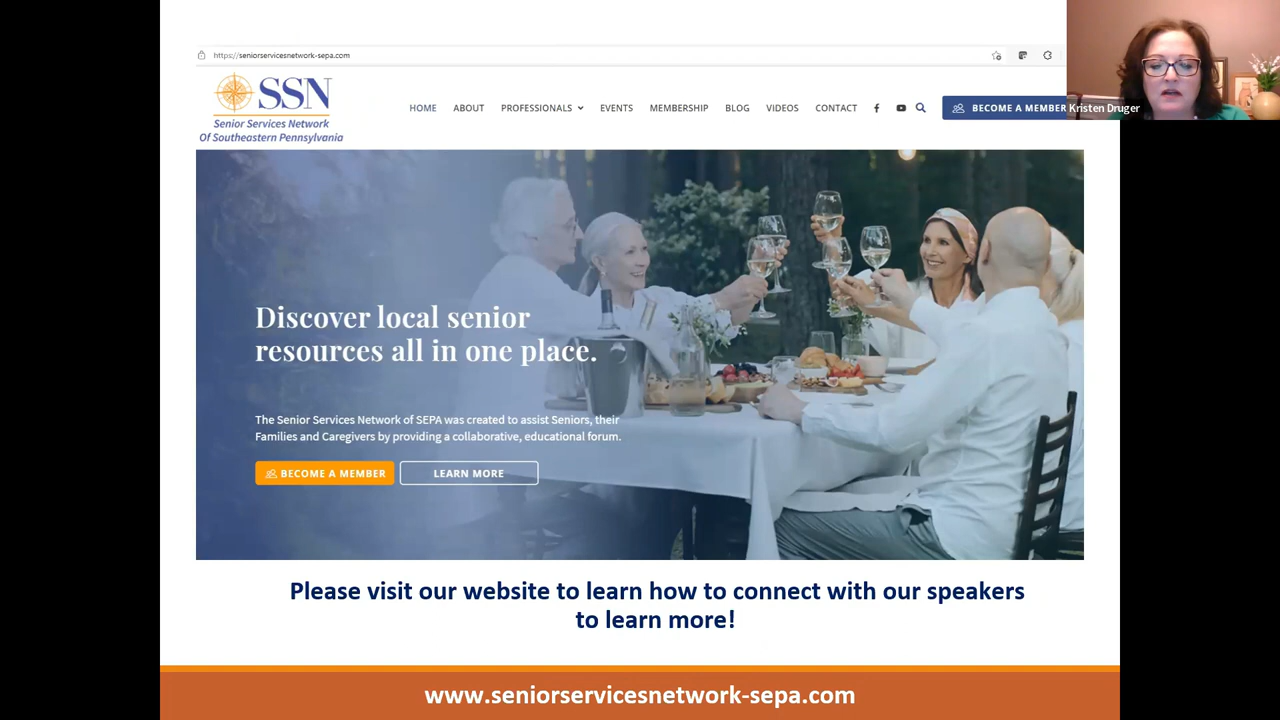 https://seniorservicesnetwork-sepa.com
SSN
Senior Services Network
Of Southeastern Pennsylvania
HOME ABOUT PROFESSIONALS EVENTS MEMBERSHIP BLOG VIDEOS CONTACT BECOME A MEMBER
Kristen Druger
Discover local senior
resources all in one place.
The Senior Services Network of SEPA was created to assist Seniors, their
Families and Caregivers by providing a collaborative, educational forum.
BECOME A MEMBER LEARN MORE
Please visit our website to learn how to connect with our speakers
to learn more!
www.seniorservicesnetwork-sepa.com